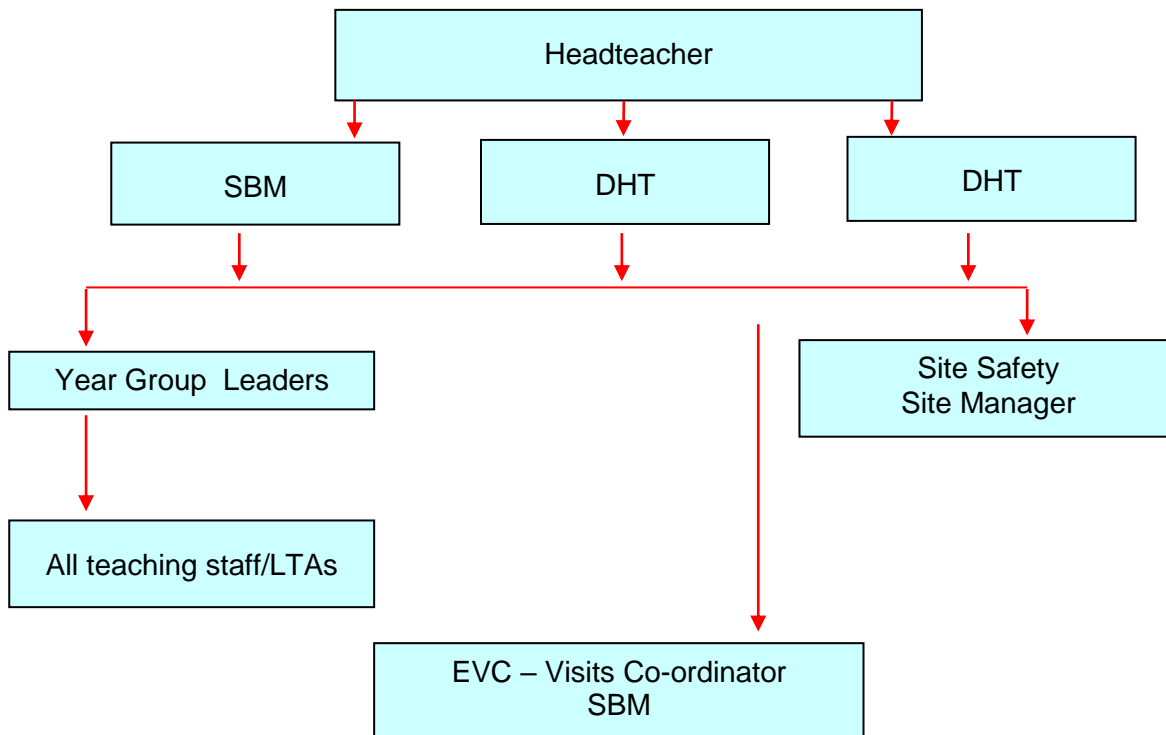 Headteacher
SBM
DHT
DHT
Year Group Leaders
Site Safety
Site Manager
All teaching staff/LTAs
EVC – Visits Co-ordinator
SBM